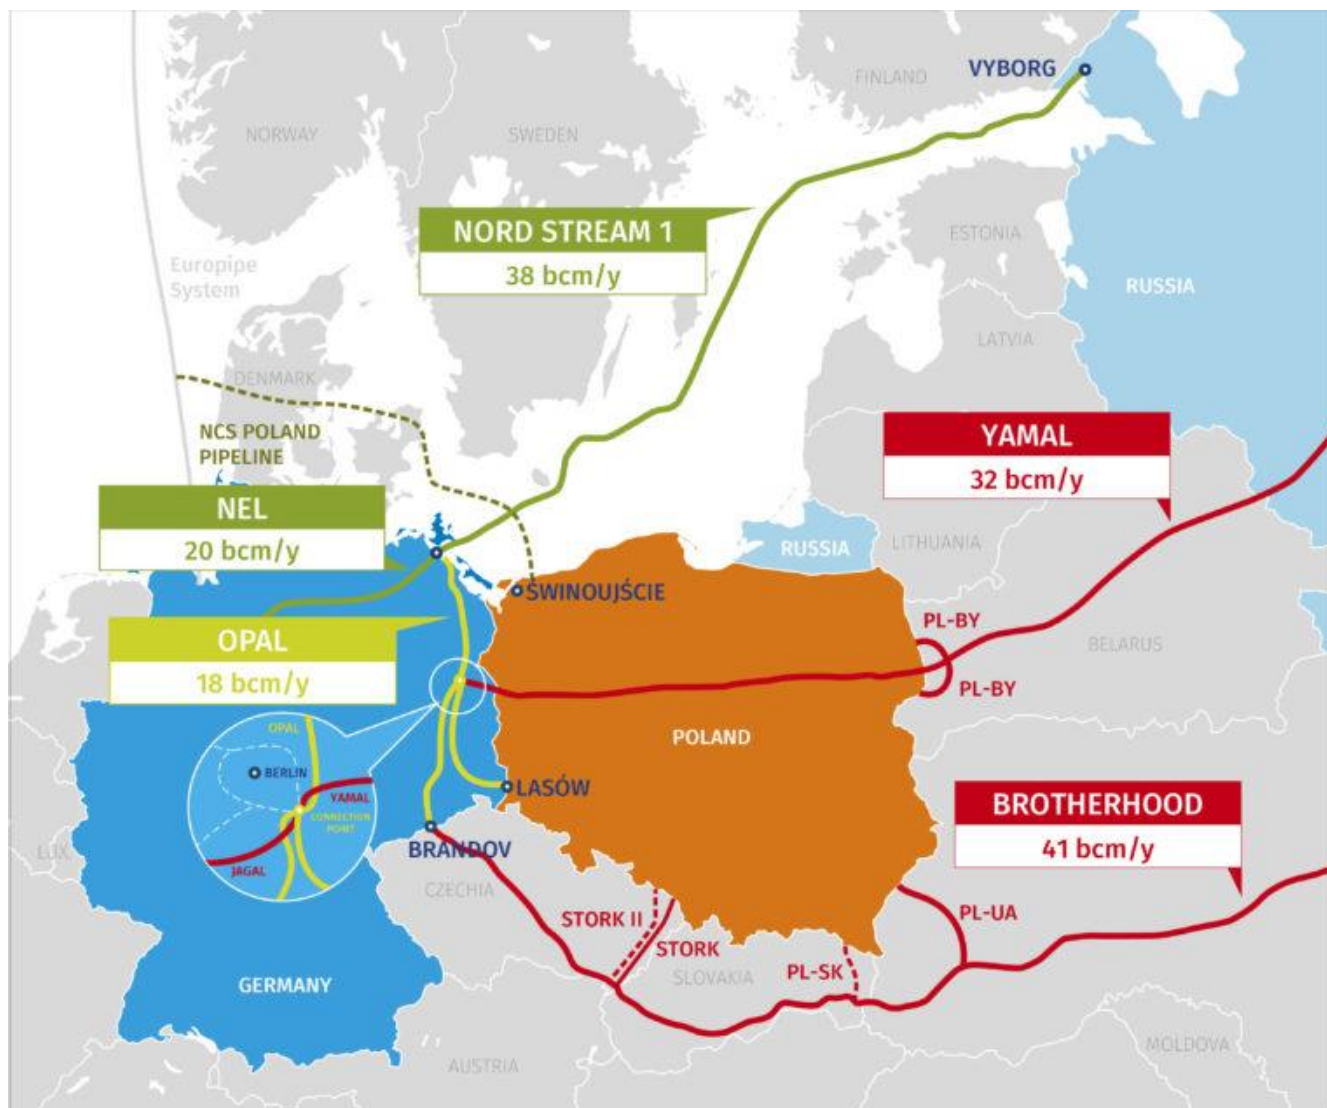 VYBORG
FINLAND
NORWAY
SWEDEN
NORD STREAM 1
38 bcm/y
ESTONIA
Europipe
System
RUSSIA
LATVIA
DENMARK
NCS POLAND
PIPELINE
YAMAL
32 bcm/y
NEL
20 bcm/y
RUSSIA
LITHUANIA
ŚWINOUJŚCIE
PL-BY
OPAL
18 bcm/y
BELARUS
PL-BY
OPAL
POLAND
BERLIN
YAMAL
CONNECTION
POINT
LASÓW
BROTHERHOOD
41 bcm/y
BRANDOV
LUX.
JAGAL
CZECHIA
STORK II
STORK
PL-UA
SLOVAKIA
PL-SK
GERMANY
MOLDOVA
AUSTRIA